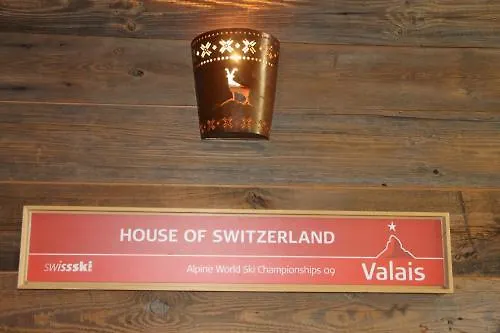 HOUSE OF SWITZERLAND
swissski
Alpine World Ski Championships 09
Valais